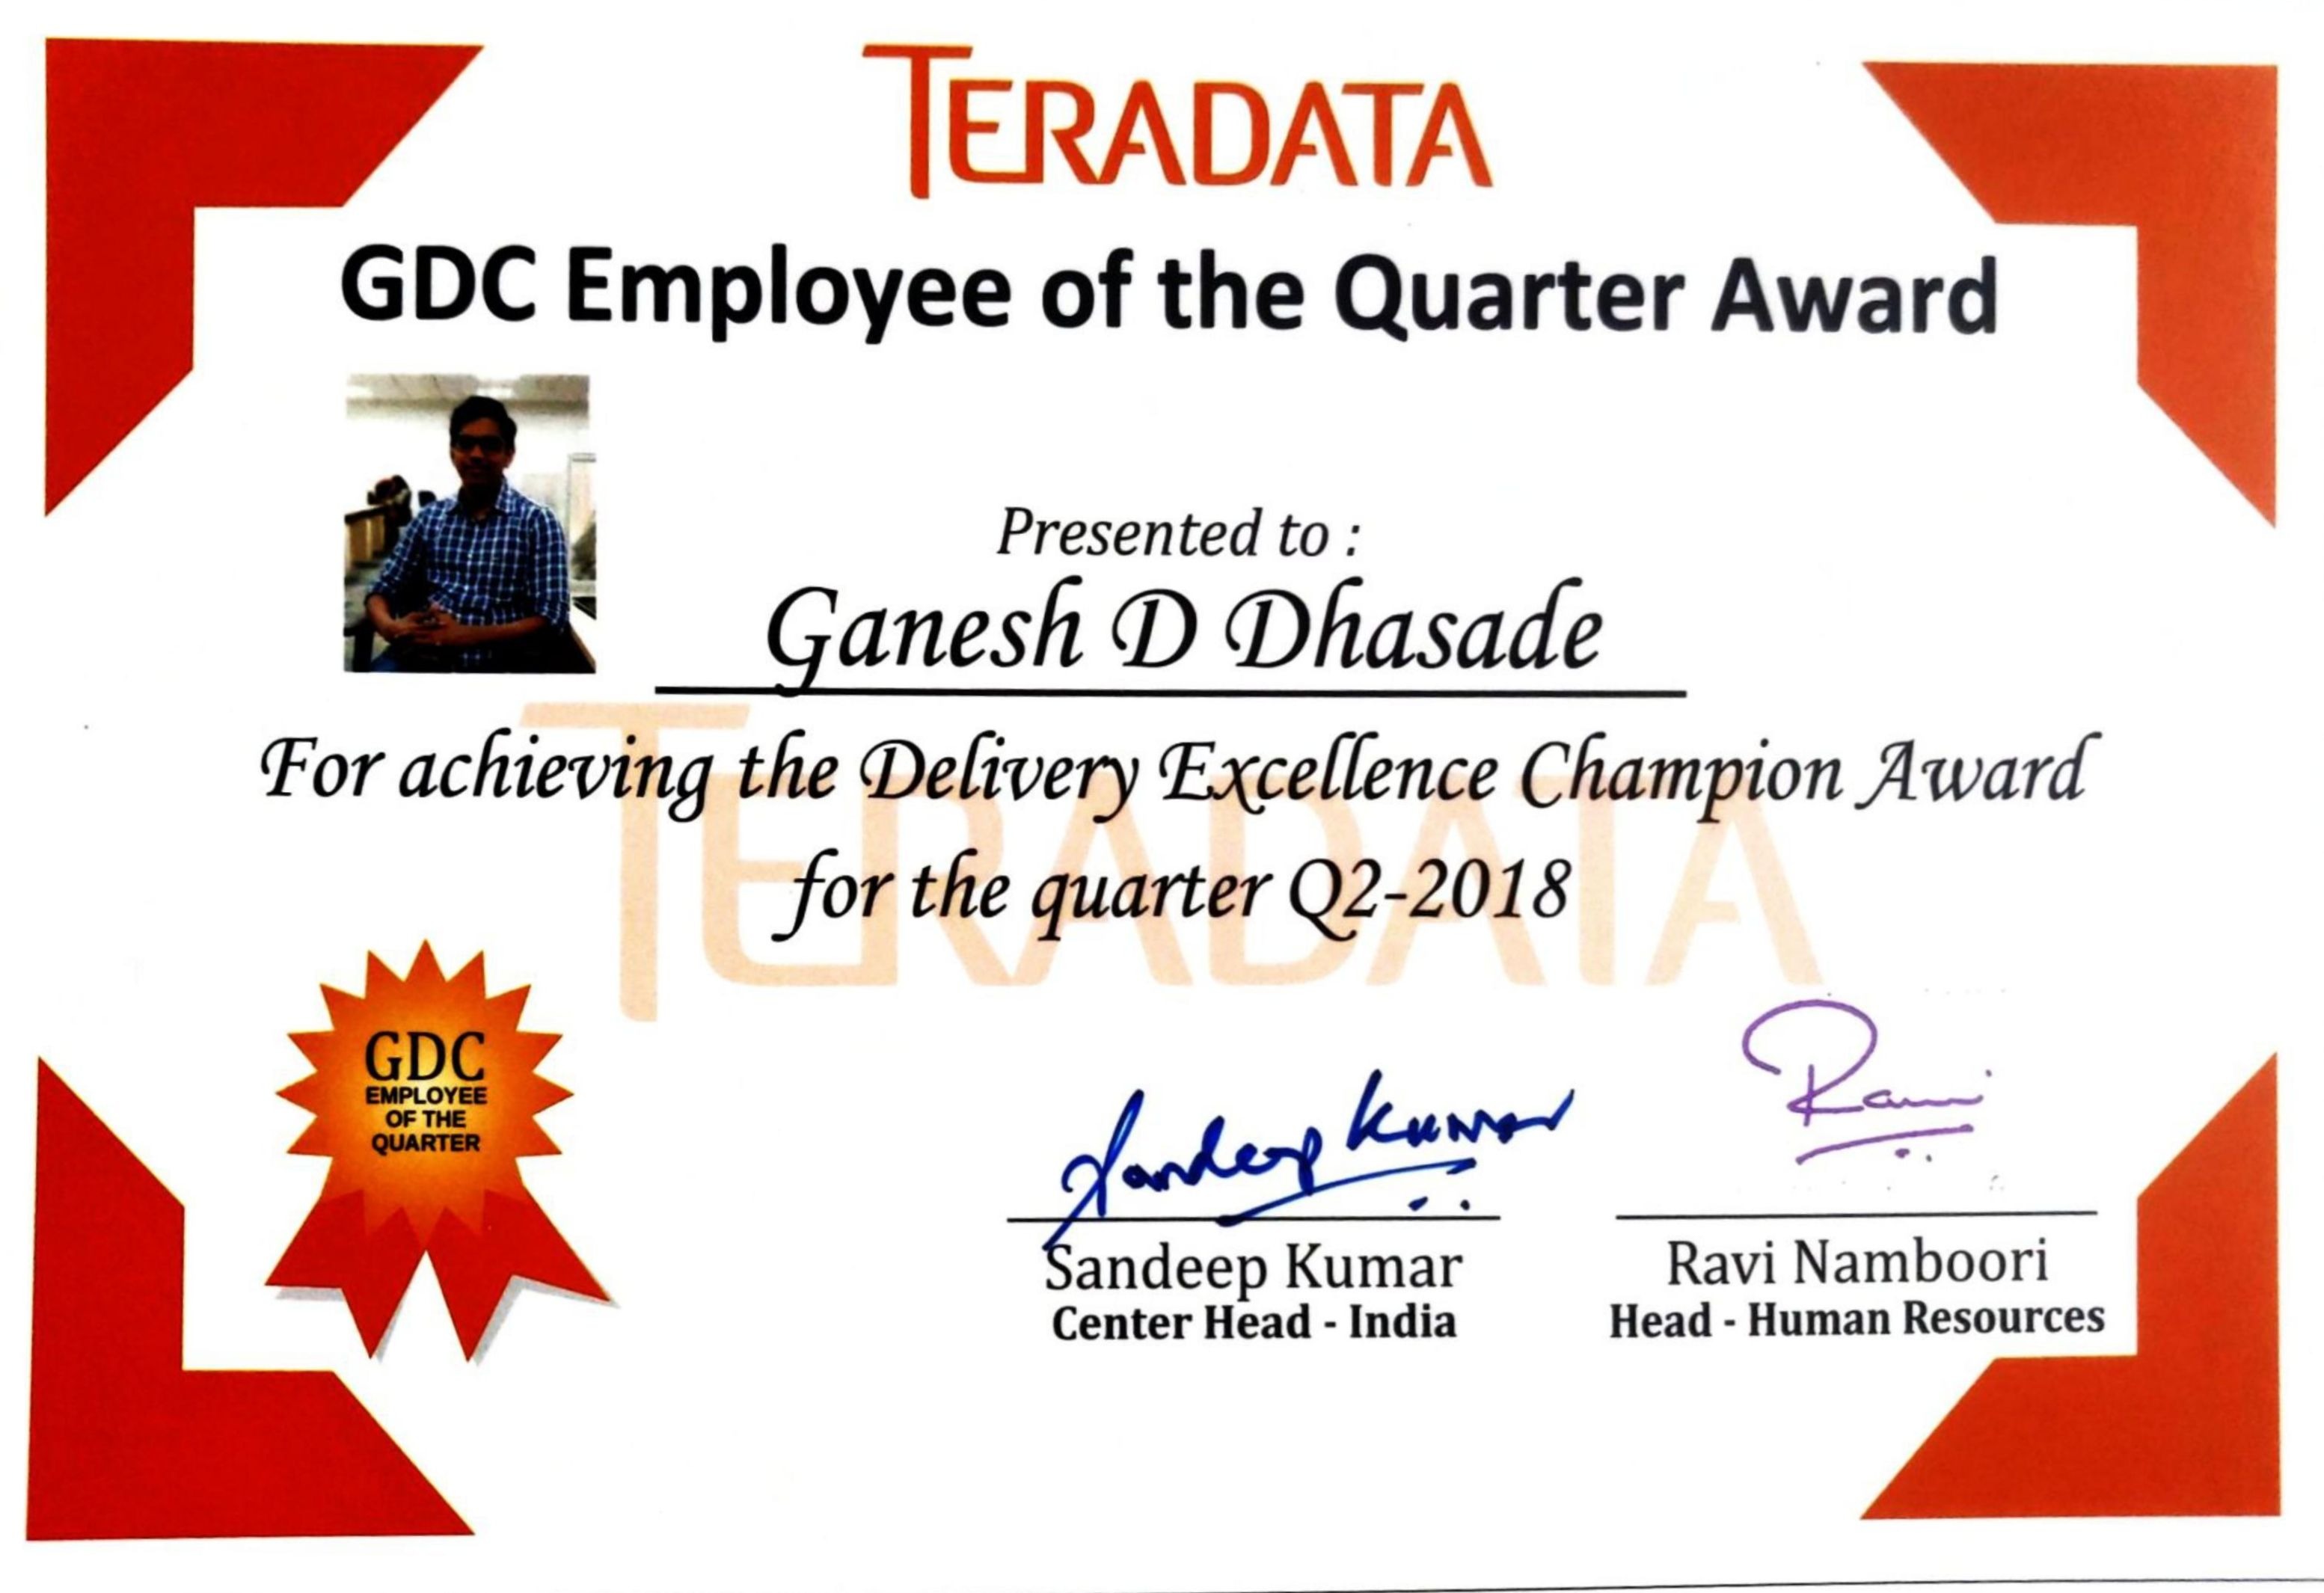 TERADATA
GDC Employee of the Quarter Award
Presented to :
Ganesh D Dhasade
For achieving the Delivery Excellence Champion Award
for the quarter Q2-2018
TERADATA
GDC
EMPLOYEE
OF THE
QUARTER
Sandeep Kumar
Ravi
Sandeep Kumar
Center Head - India
Ravi Namboori
Head - Human Resources